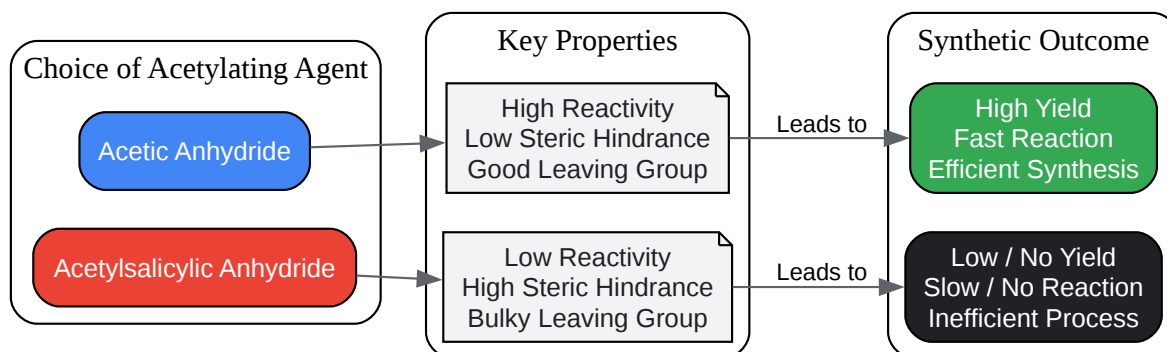 Choice of Acetylating Agent
Acetic Anhydride
Acetylsalicylic Anhydride
Key Properties
High Reactivity
Low Steric Hindrance
Good Leaving Group
Low Reactivity
High Steric Hindrance
Bulky Leaving Group
Leads to
Leads to
Synthetic Outcome
High Yield
Fast Reaction
Efficient Synthesis
Low / No Yield
Slow / No Reaction
Inefficient Process